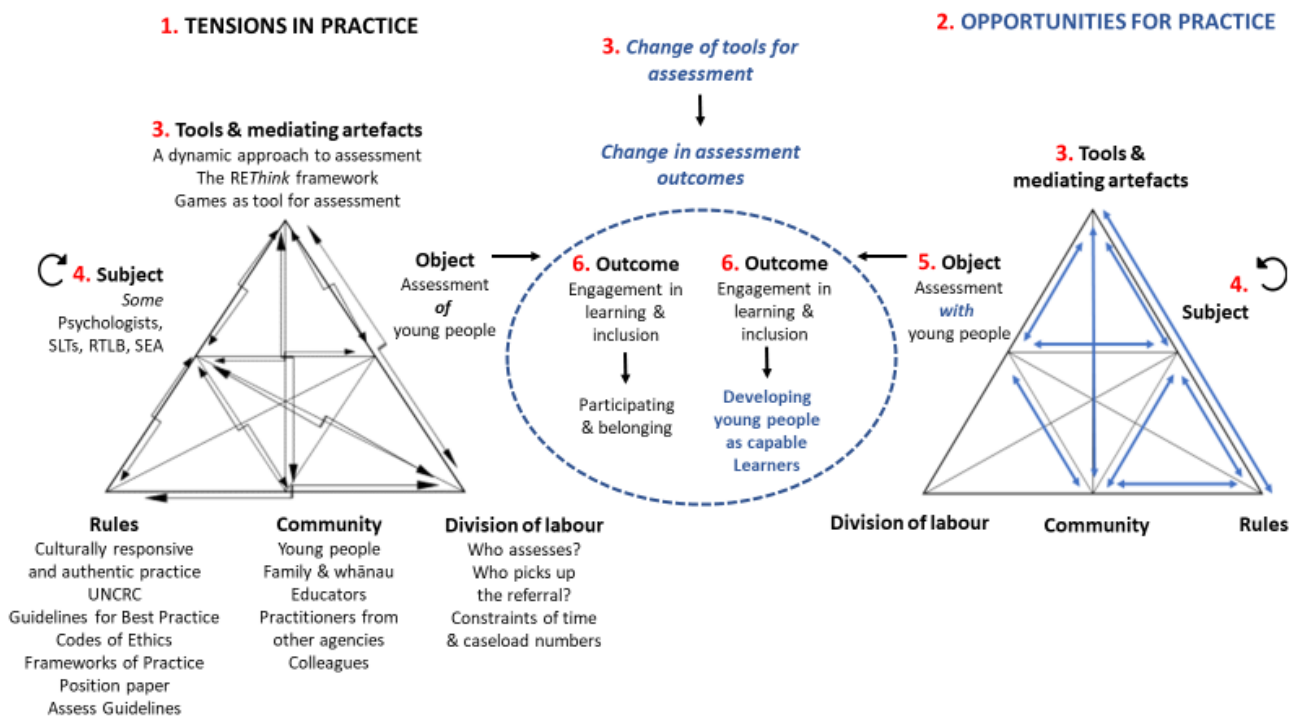 1. TENSIONS IN PRACTICE
2. OPPORTUNITIES FOR PRACTICE
3. Change of tools for
assessment
Change in assessment
outcomes
3. Tools & mediating artefacts
A dynamic approach to assessment
The REThink framework
Games as tool for assessment
4. Subject
Some
Psychologists,
SLTs, RTLB, SEA
Object
Assessment
of
young people
6. Outcome
Engagement in
learning &
inclusion
Participating
& belonging
6. Outcome
Engagement in
learning &
inclusion
Developing
young people
as capable
Learners
5. Object
Assessment
with
young people
3. Tools &
mediating artefacts
4.
Subject
Rules
Culturally responsive
and authentic practice
UNCRC
Guidelines for Best Practice
Codes of Ethics
Frameworks of Practice
Position paper
Assess Guidelines
Community
Young people
Family & whānau
Educators
Practitioners from
other agencies
Colleagues
Division of labour
Who assesses?
Who picks up
the referral?
Constraints of time
& caseload numbers
Division of labour
Community
Rules